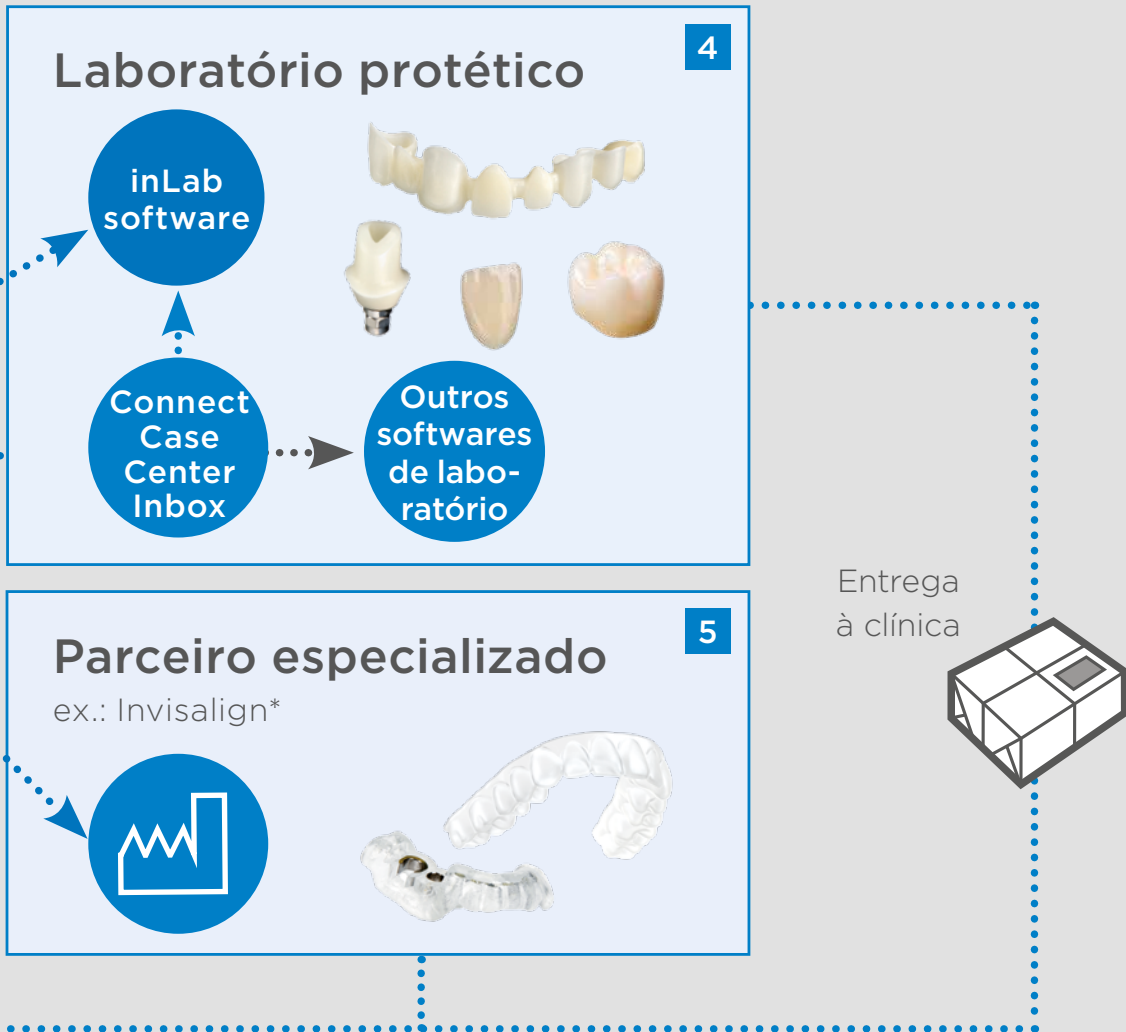 Laboratório protético
4
inLab
software
Connect
Case
Center
Inbox
Outros
softwares
de labo-
ratório
Entrega
à clínica
Parceiro especializado
5
ex.: Invisalign*